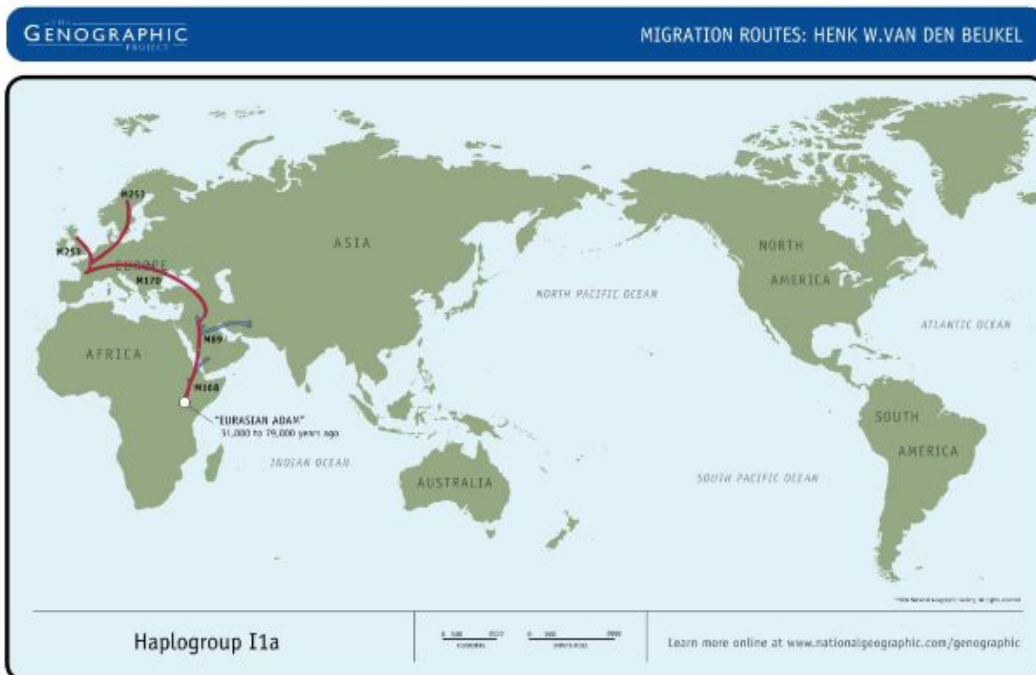 THE
GENOGRAPHIC
PROJECT
MIGRATION ROUTES: HENK W.VAN DEN BEUKEL
M253
M253
EUROPE
M170
ASIA
NORTH
AMERICA
NORTH PACIFIC OCEAN
ATLANTIC OCEAN
AFRICA
M89
M168
"EURASIAN ADAM"
31,000 to 79,000 years ago
INDIAN OCEAN
SOUTH
AMERICA
AUSTRALIA
SOUTH PACIFIC OCEAN
Haplogroup I1a
Learn more online at www.nationalgeographic.com/genographic